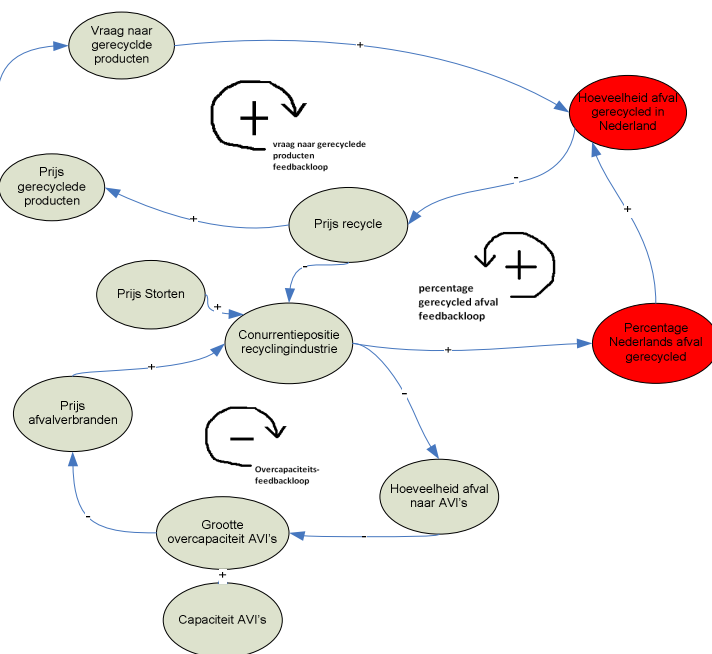 Vraag naar
gerecyclde
producten
+
Hoeveelheid afval
gerecycled in
Nederland
+
vraag naar gerecyclede
producten
feedbackloop
-
Prijs
gerecyclede
producten
+
Prijs recycle
+
-
+
percentage
gerecycled afval
feedbackloop
Prijs Storten
+
Conurrentiepositie
recyclingindustrie
+
Percentage
Nederlands afval
gerecycled
+
-
Prijs
afvalverbranden
-
Overcapaciteits-
feedbackloop
Hoeveelheid afval
naar AVI's
-
Grootte
overcapaciteit AVI's
-
+
Capaciteit AVI's